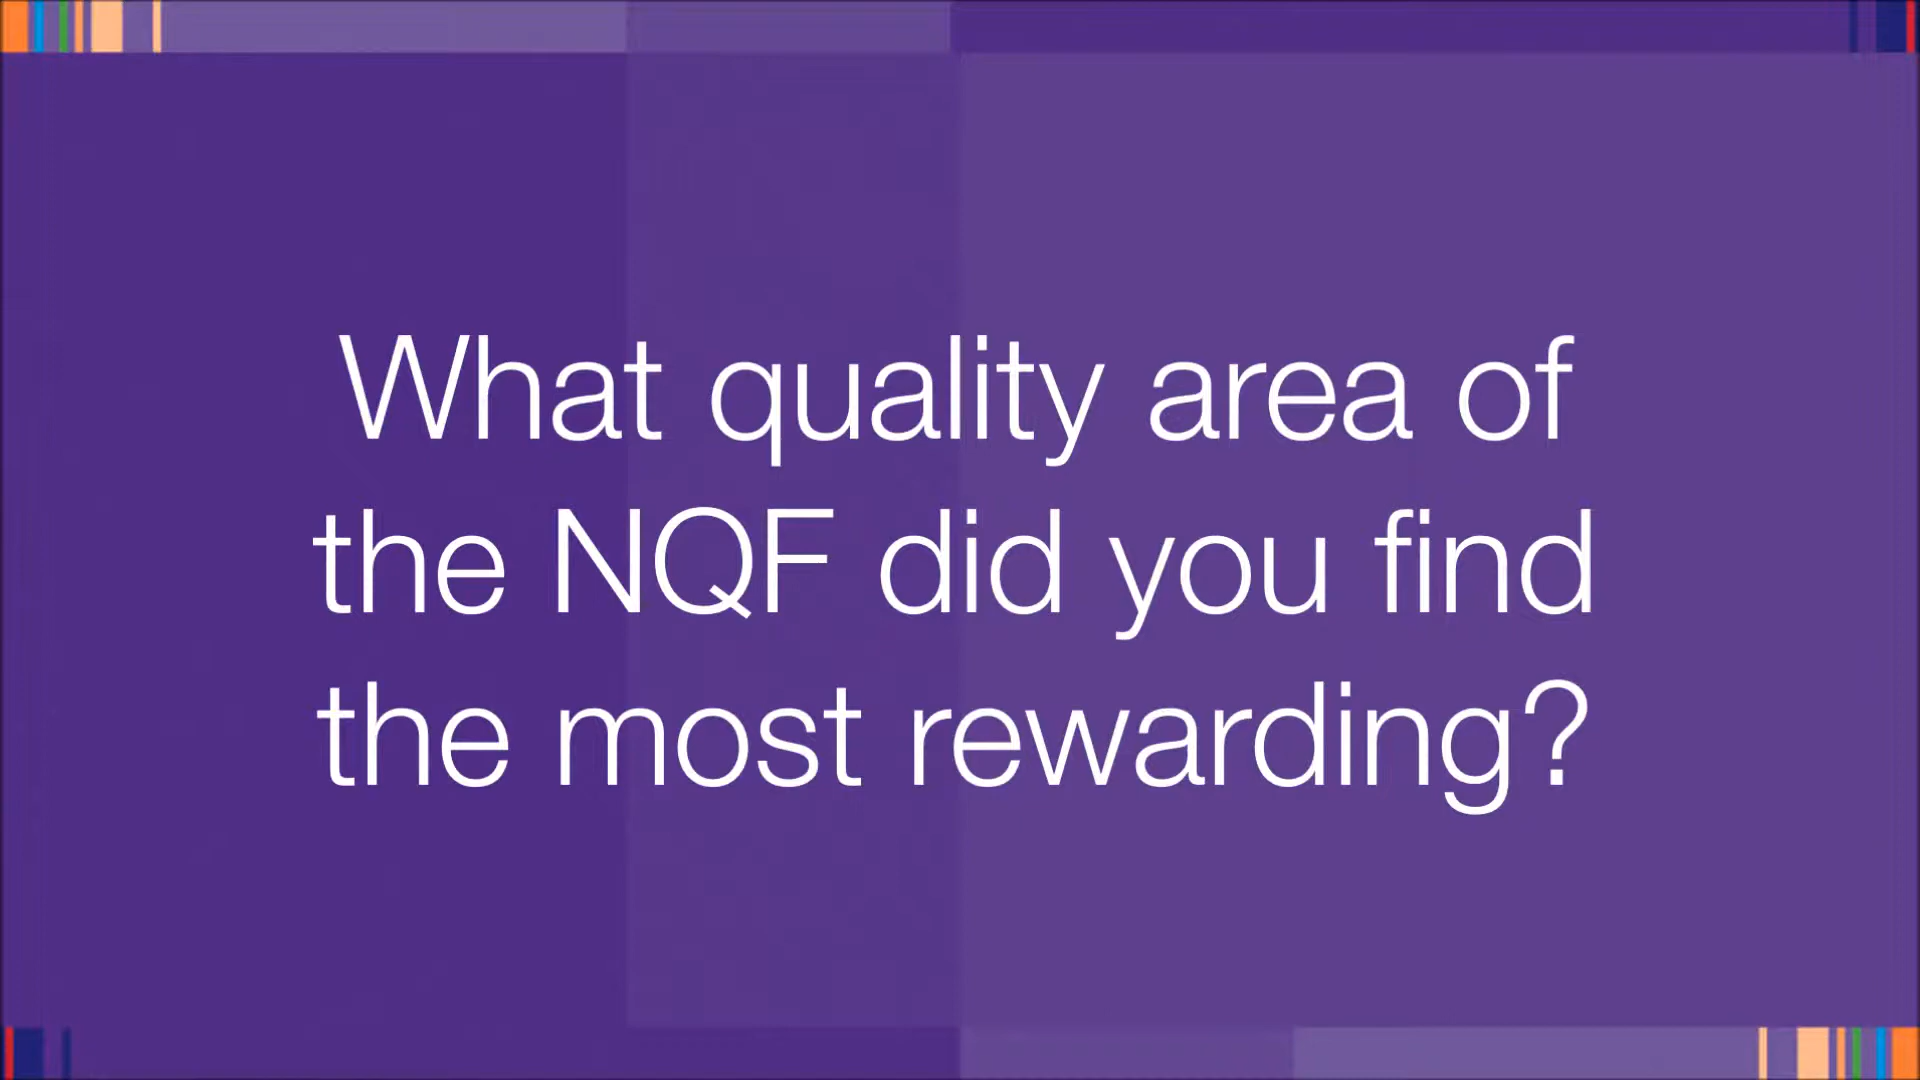 What quality area of
the NQF did you find
the most rewarding?